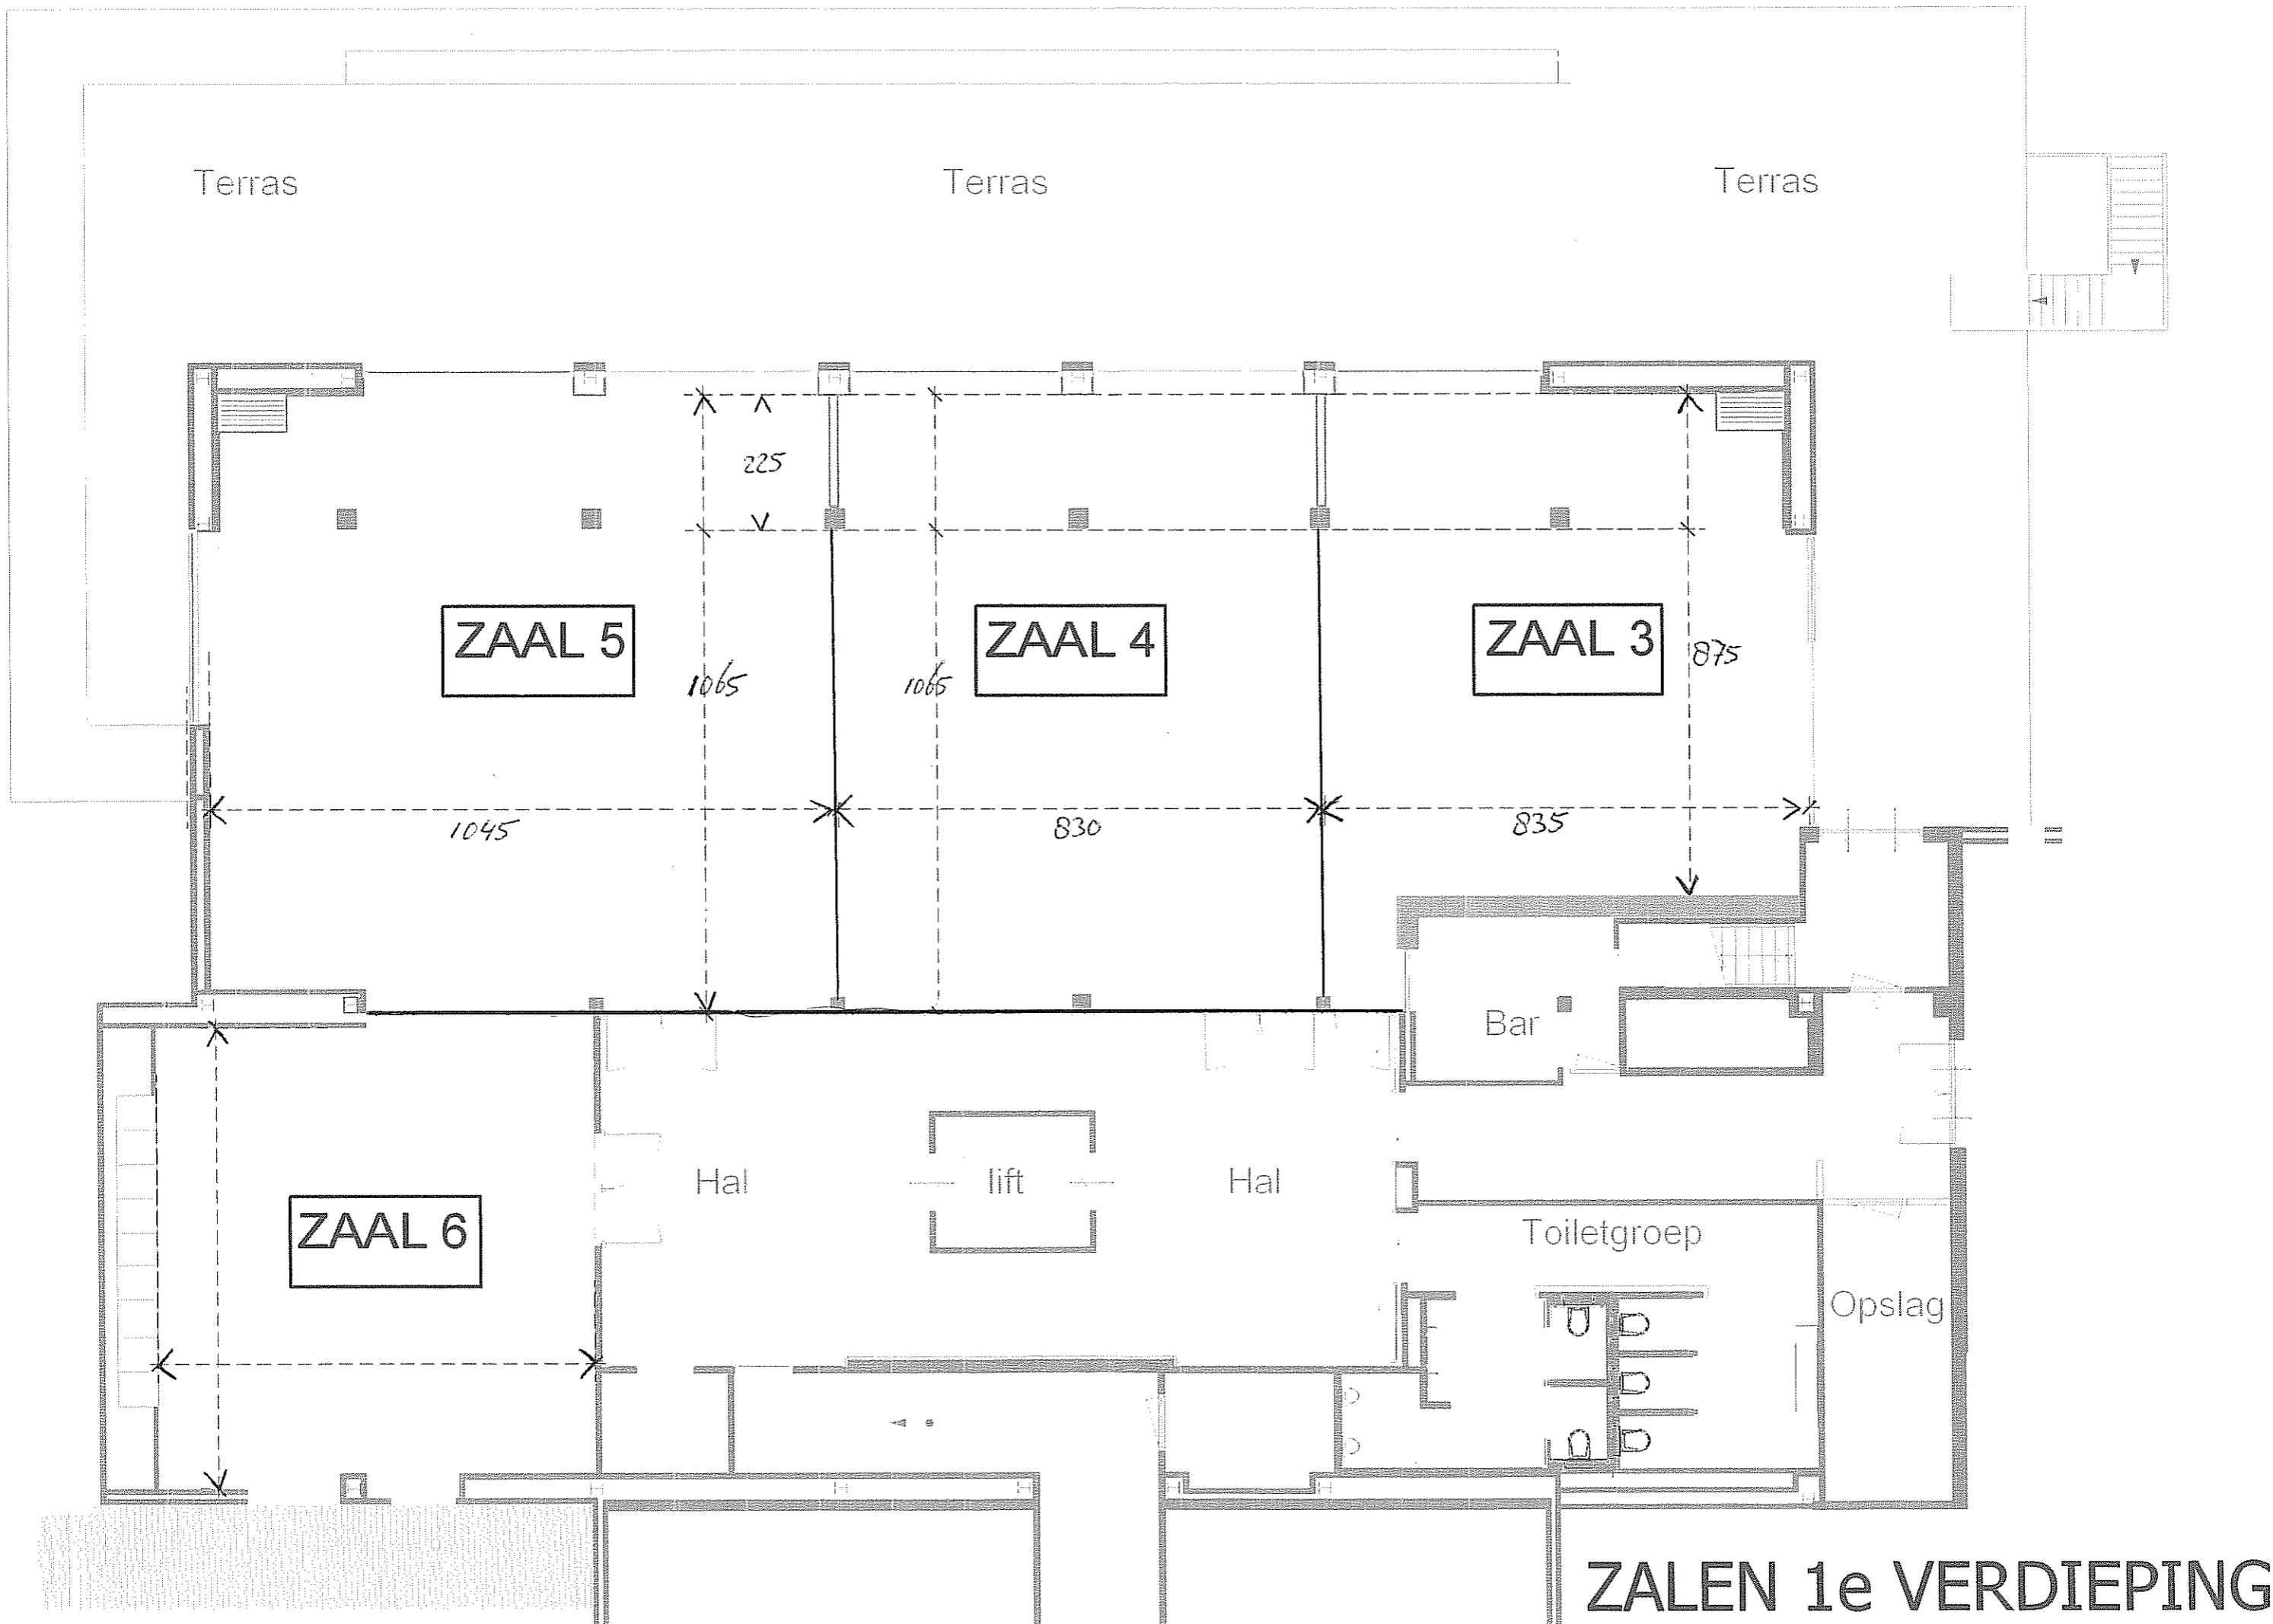 Terras
Terras
Terras
225
ZAAL 5
ZAAL 4
ZAAL 3
1065
1065
875
1045
830
835
Bar
Hal
lift
Hal
ZAAL 6
Toiletgroep
Opslag
ZALEN 1e VERDIEPING